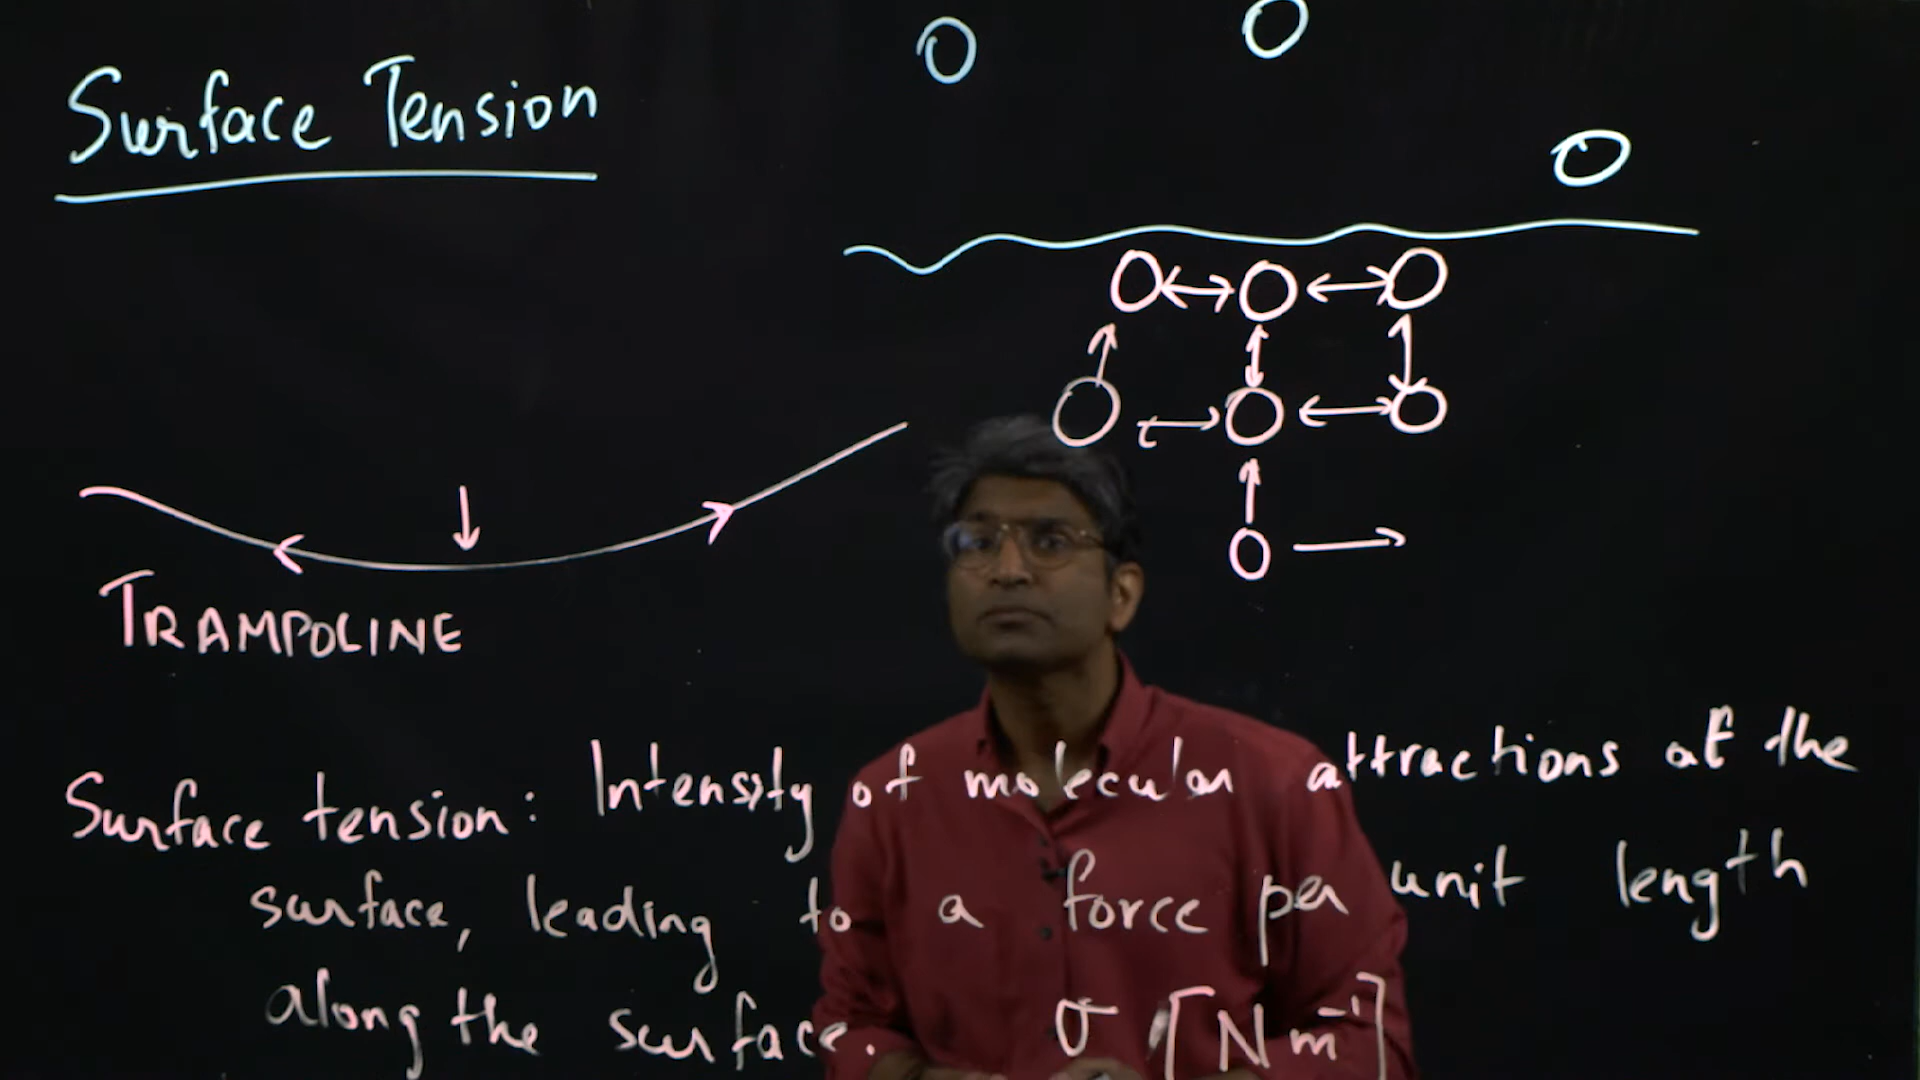 Surface Tension
TRAMPOLINE
Surface tension: Intensity of molecular attractions at the
surface, leading to a force per unit length
along the surface. σ [Nm⁻¹]